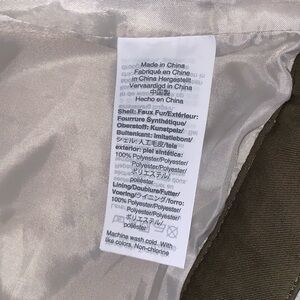 Made in China
Fabriqué en Chine
in China Hergestellt
Vervaardigd in China
中国製
Hecho en China
Shell: Faux Fur/Extérieur:
Fourrure Synthétique/
Oberstoff: Kunstpelz/
Buitenkant: Imitatiebont/
シェル/人工毛皮/tela
exterior: piel sintética:
100% Polyester/Polyester/
Polyester/Polyester/
ポリエステル/
poliéster
Lining/Doublure/Futter/
Voering/ライニング/forro:
100% Polyester/Polyester/
Polyester/Polyester/
ポリエステル/
poliéster
Machine wash cold. With
like colors. Non-chlorine